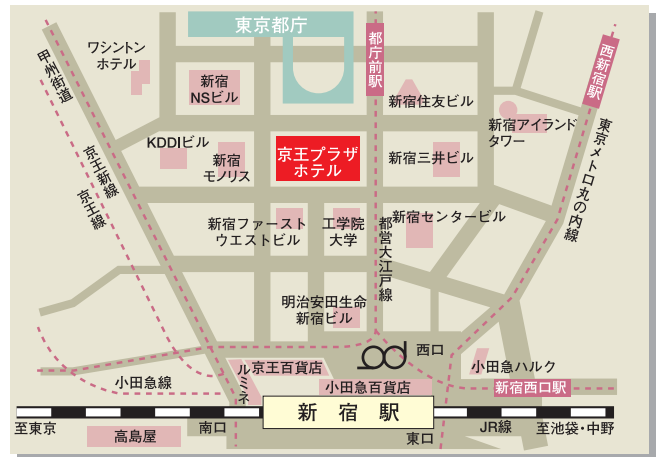 東京都庁
ワシントン
ホテル
都庁前駅
西新宿駅
甲州街道
新宿
NSビル
新宿住友ビル
新宿アイランド
タワー
KDDIビル
新宿
モノリス
京王プラザ
ホテル
新宿三井ビル
東京メトロ丸の内線
京王新線
京王線
新宿ファースト
ウエストビル
工学院
大学
都営大江戸線
新宿センタービル
明治安田生命
新宿ビル
西口
京王百貨店
ルミネ
小田急ハルク
小田急線
小田急百貨店
新宿西口駅
新宿駅
至東京
高島屋
南口
東口
JR線
至池袋・中野